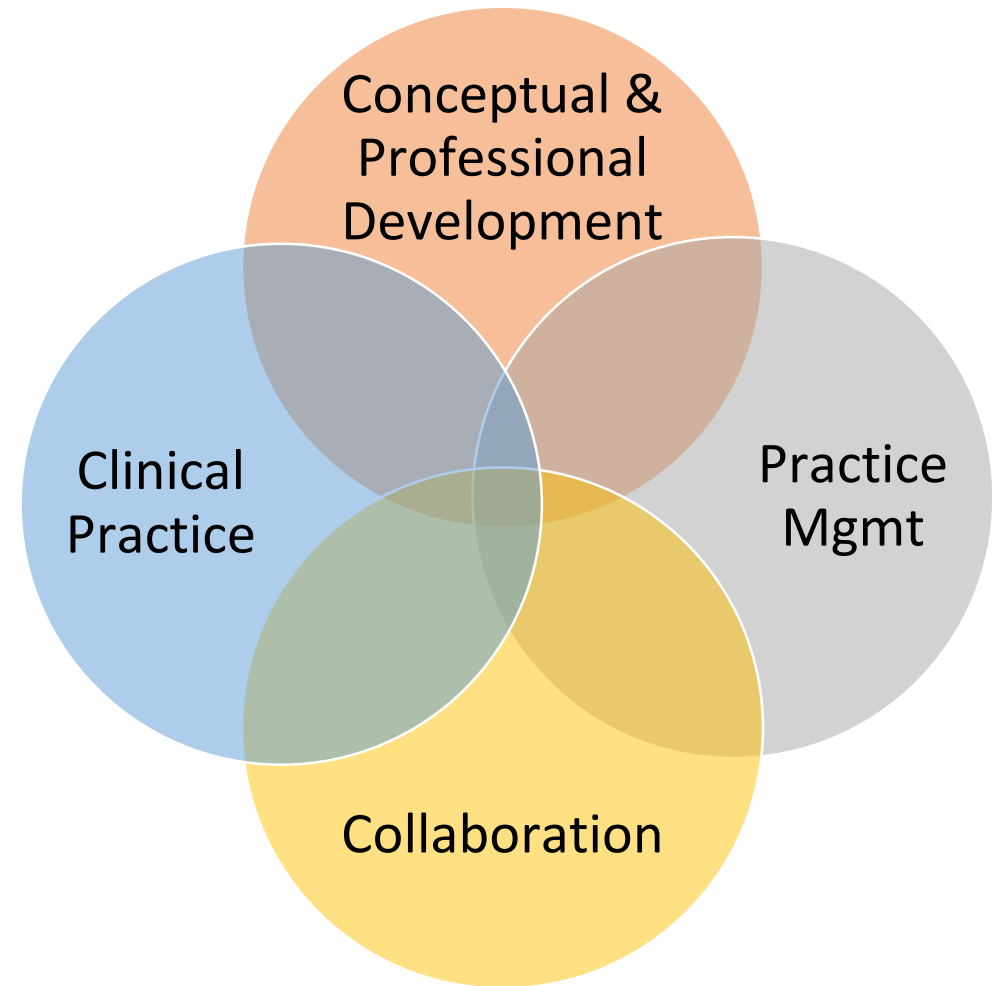 Conceptual &
Professional
Development
Clinical
Practice
Practice
Mgmt
Collaboration